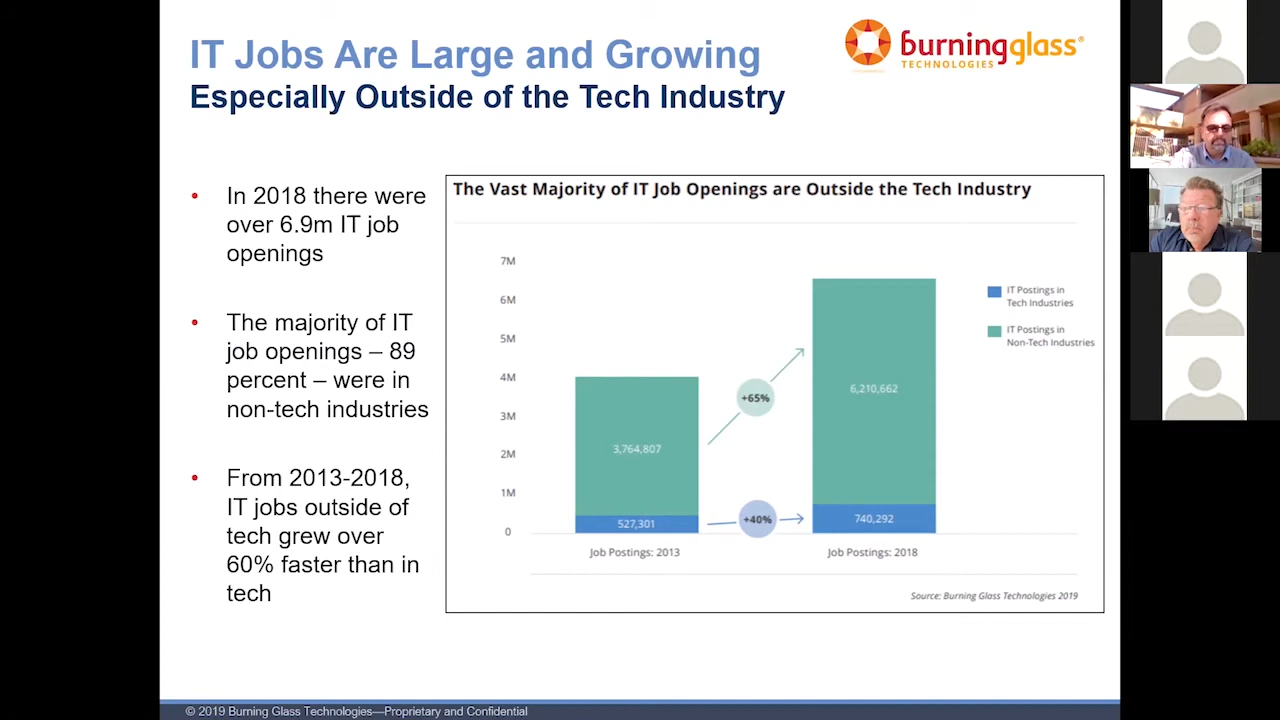 IT Jobs Are Large and Growing
Especially Outside of the Tech Industry
burningglass®
TECHNOLOGIES
• In 2018 there were
over 6.9m IT job
openings
• The majority of IT
job openings – 89
percent – were in
non-tech industries
• From 2013-2018,
IT jobs outside of
tech grew over
60% faster than in
tech
The Vast Majority of IT Job Openings are Outside the Tech Industry
7M
6M
5M
4M
3M
2M
1M
0
3,764,807
527,301
+65%
+40%
6,210,662
740,292
Job Postings: 2013
Job Postings: 2018
IT Postings in
Tech Industries
IT Postings in
Non-Tech Industries
Source: Burning Glass Technologies 2019
© 2019 Burning Glass Technologies—Proprietary and Confidential